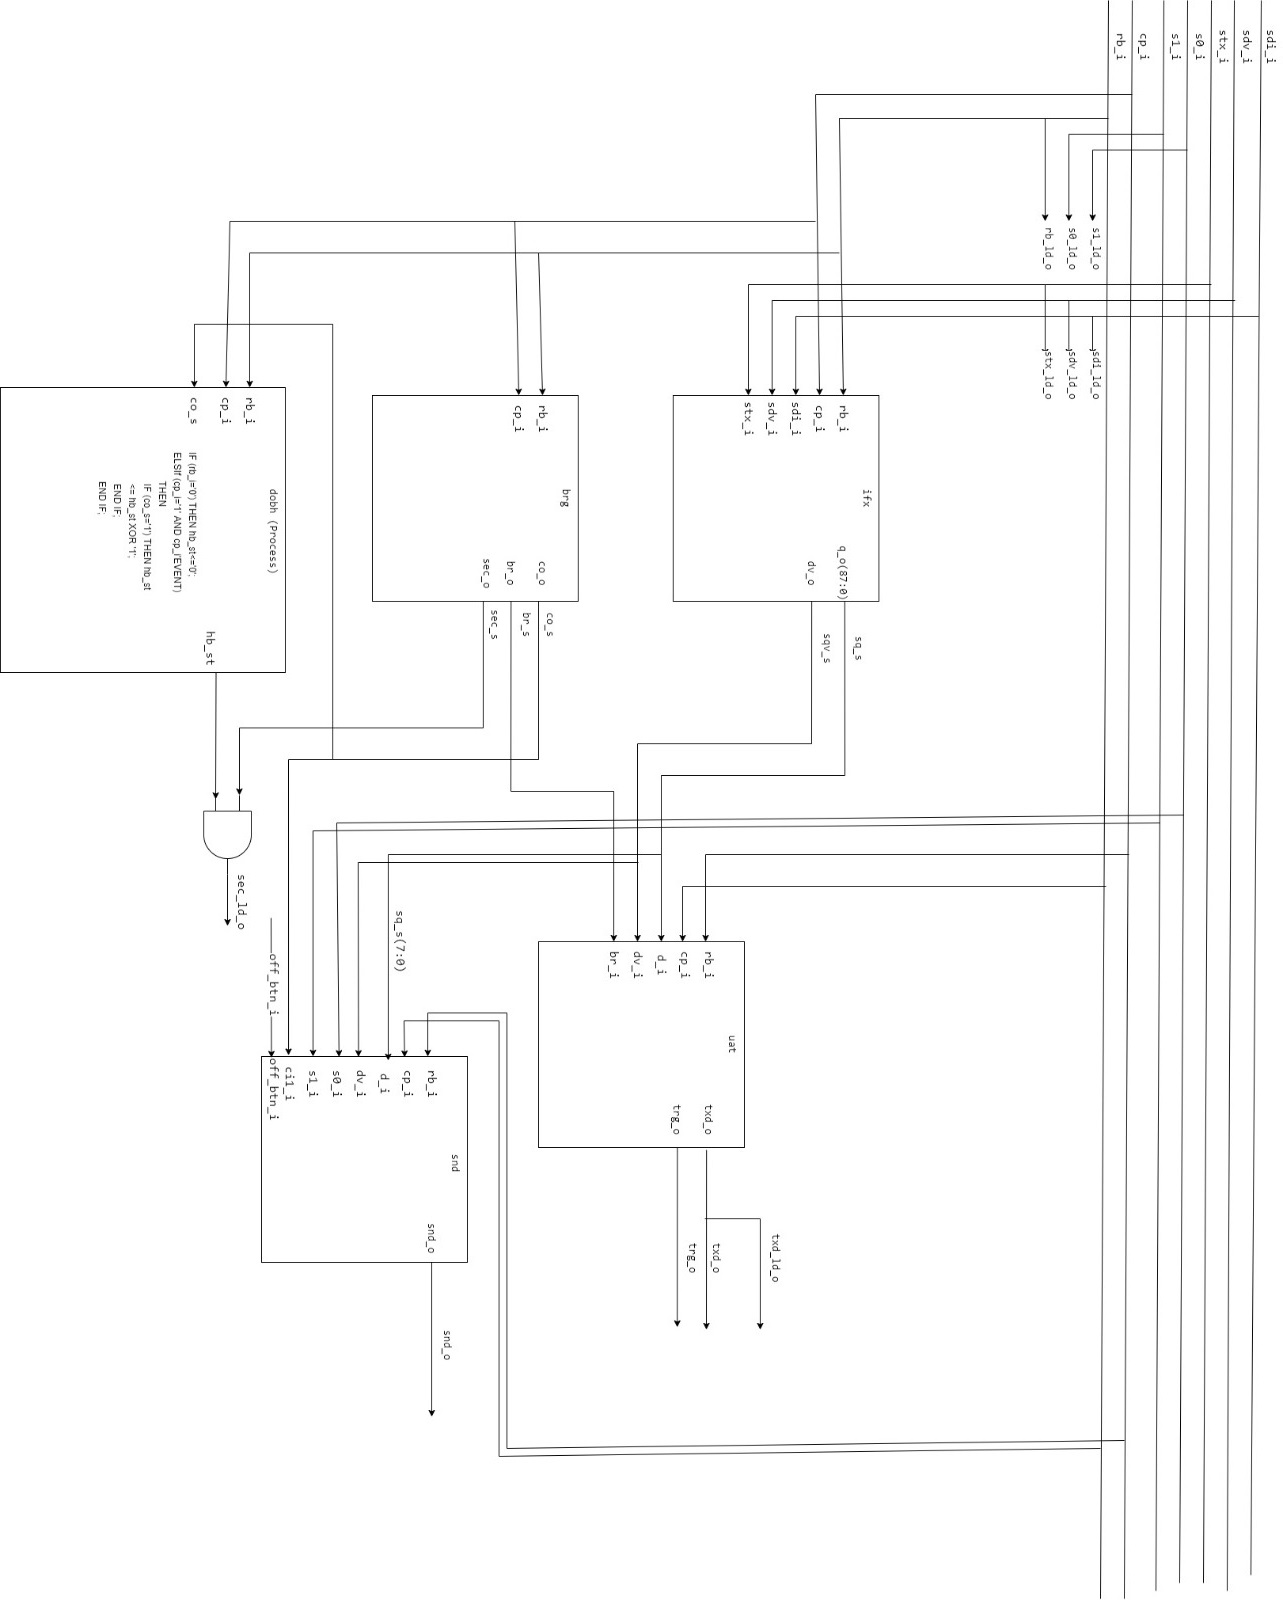 sdi_i
sdv_i
stx_i
s0_i
s1_i
cp_i
rb_i
s1_ld_o
s0_ld_o
rb_ld_o
sdi_ld_o
sdv_ld_o
stx_ld_o
ifx
rb_i
cp_i
sdi_i
sdv_i
stx_i
q_o(87:0)
dv_o
sq_s
sqv_s
brg
rb_i
cp_i
co_o
br_o
sec_o
co_s
br_s
sec_s
dobh (Process)
rb_i
cp_i
co_s
IF (rb_i='0') THEN hb_st<='0';
ELSIf (cp_i='1' AND cp_i'EVENT)
THEN
IF (co_s='1') THEN hb_st
<= hb_st XOR '1';
END IF;
END IF;
hb_st
sec_ld_o
uat
rb_i
cp_i
d_i
dv_i
br_i
txd_o
trg_o
txd_ld_o
txd_o
trg_o
sq_s(7:0)
off_btn_i
snd
rb_i
cp_i
d_i
dv_i
s0_i
s1_i
ci1_i
off_btn_i
snd_o
snd_o